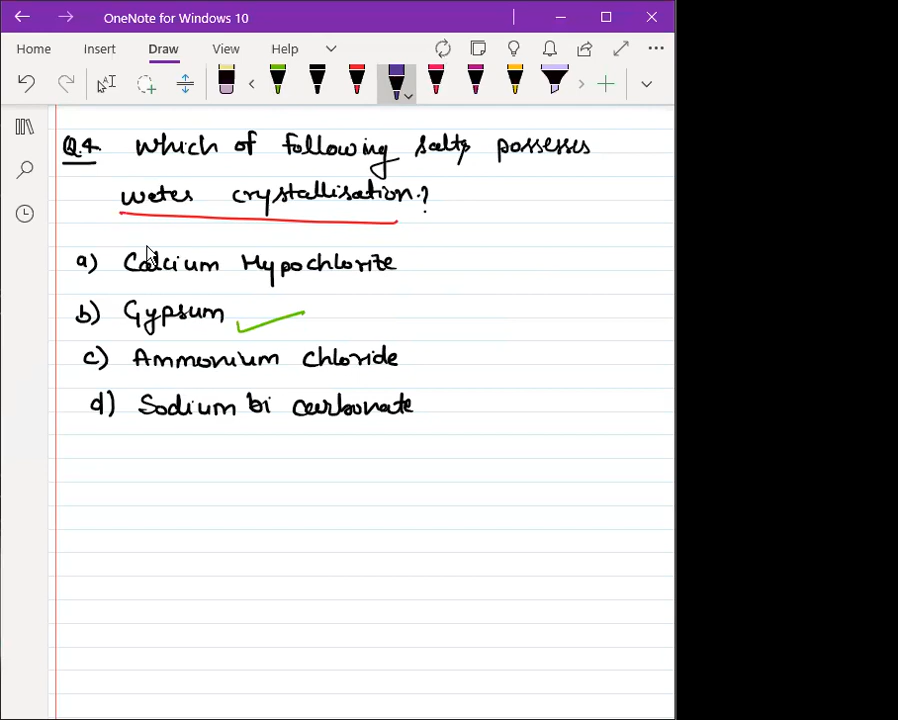 OneNote for Windows 10
Home Insert Draw View Help
Q.4. Which of following salts possesses
water crystallisation?
a) Calcium Hypochlorite
b) Gypsum
c) Ammonium chloride
d) Sodium bi carbonate